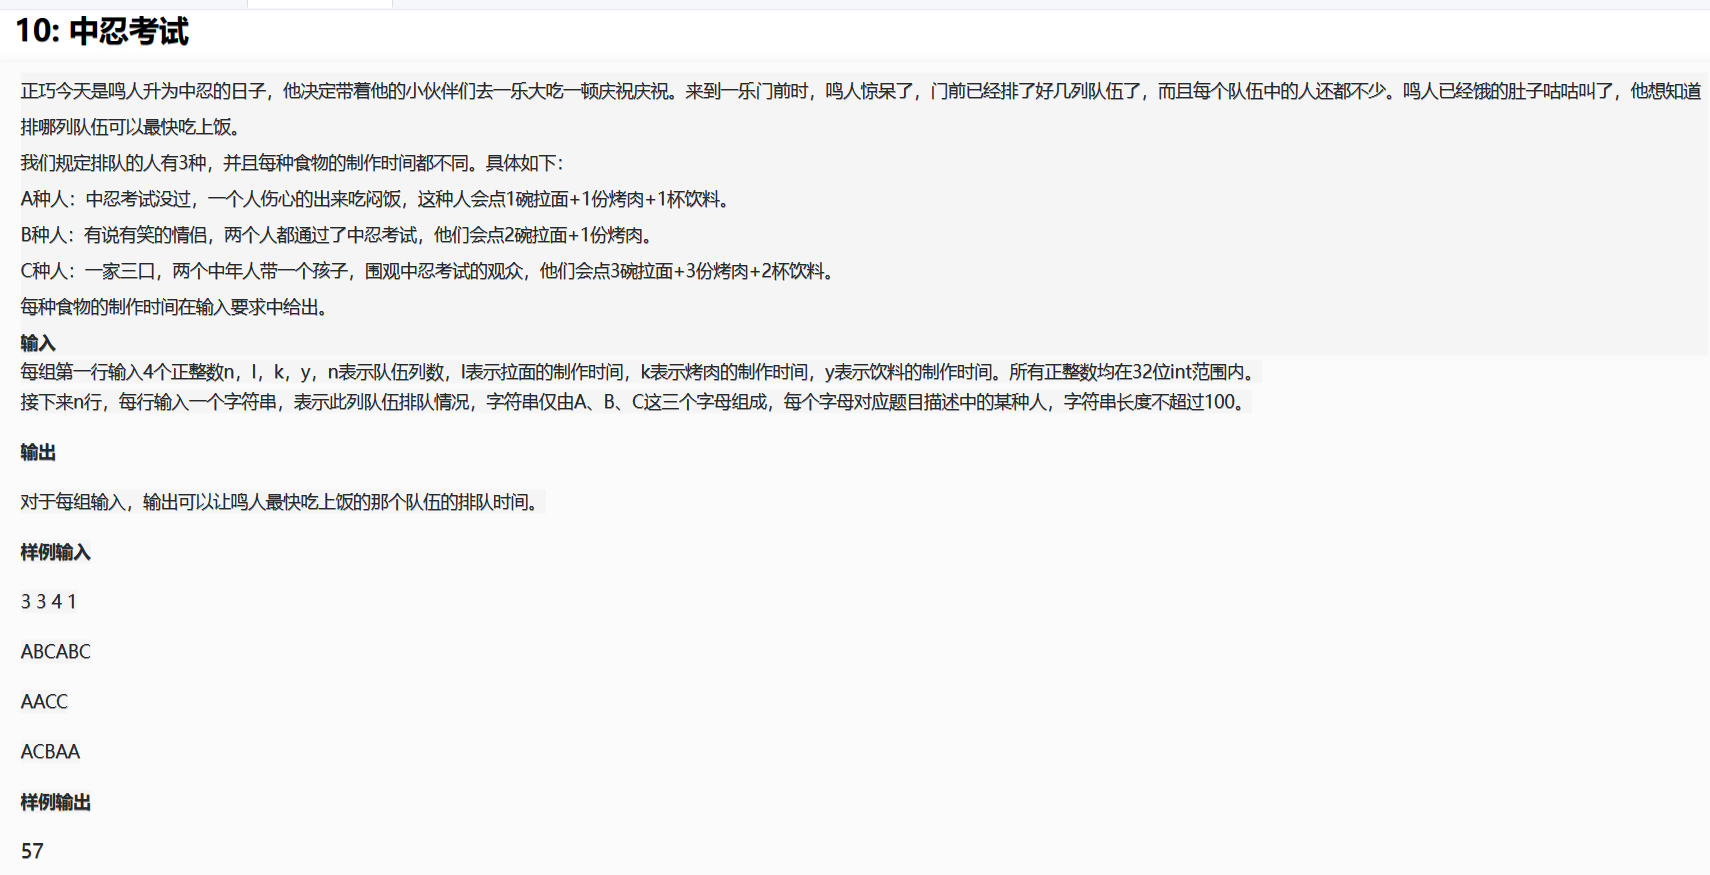 10: 中忍考试
正巧今天是鸣人升为中忍的日子，他决定带着他的小伙伴们去一乐大吃一顿庆祝庆祝。来到一乐门前时，鸣人惊呆了，门前已经排了好几列队伍了，而且每个队伍中的人还都不少。鸣人已经饿的肚子咕咕叫了，他想知道
排哪列队伍可以最快吃上饭。
我们规定排队的人有3种，并且每种食物的制作时间都不同。具体如下：
A种人：中忍考试没过，一个人伤心的出来吃闷饭，这种人会点1碗拉面+1份烤肉+1杯饮料。
B种人：有说有笑的情侣，两个人都通过了中忍考试，他们会点2碗拉面+1份烤肉。
C种人：一家三口，两个中年人带一个孩子，围观中忍考试的观众，他们会点3碗拉面+3份烤肉+2杯饮料。
每种食物的制作时间在输入要求中给出。
输入
每组第一行输入4个正整数n，l，k，y，n表示队伍列数，l表示拉面的制作时间，k表示烤肉的制作时间，y表示饮料的制作时间。所有正整数均在32位int范围内。
接下来n行，每行输入一个字符串，表示此列队伍排队情况，字符串仅由A、B、C这三个字母组成，每个字母对应题目描述中的某种人，字符串长度不超过100。
输出
对于每组输入，输出可以让鸣人最快吃上饭的那个队伍的排队时间。
样例输入
3 3 4 1
ABCABC
AACC
ACBAA
样例输出
57